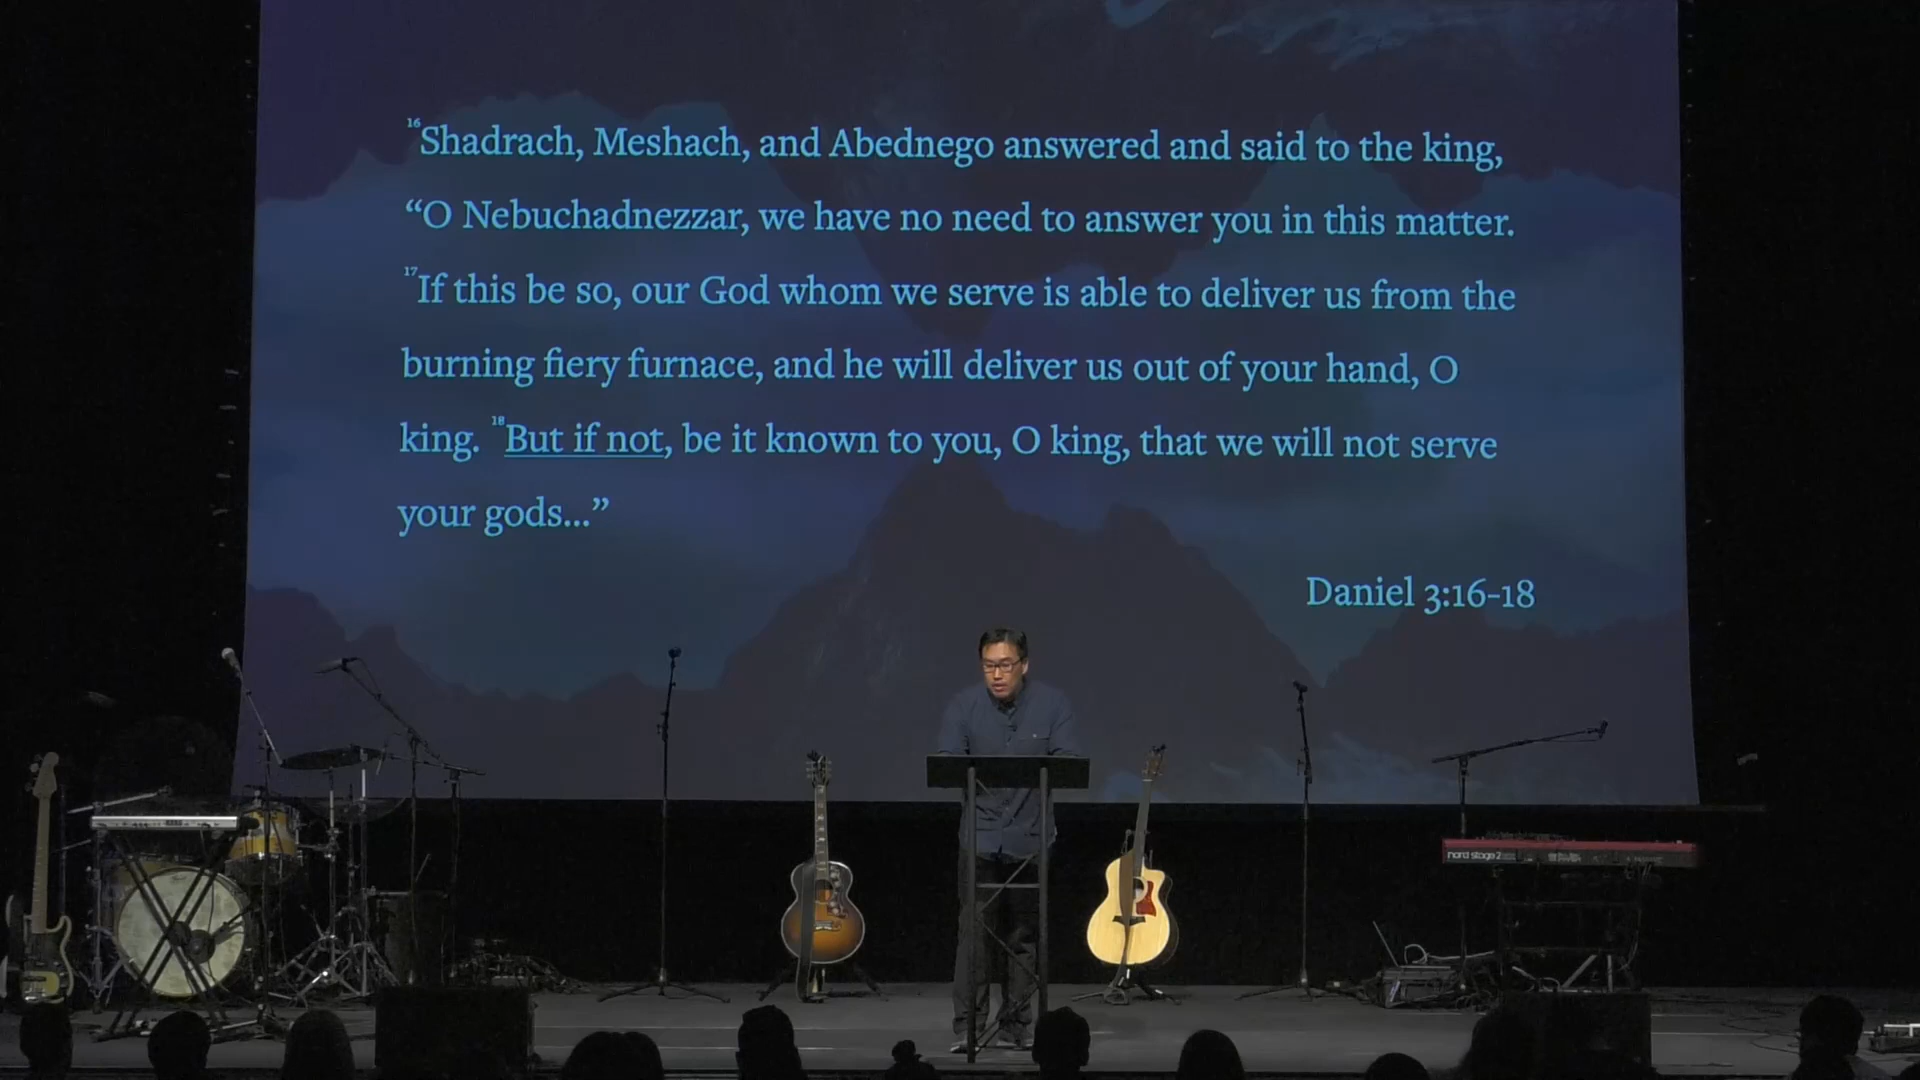 ¹⁶Shadrach, Meshach, and Abednego answered and said to the king,
“O Nebuchadnezzar, we have no need to answer you in this matter.
¹⁷If this be so, our God whom we serve is able to deliver us from the
burning fiery furnace, and he will deliver us out of your hand, O
king. ¹⁸But if not, be it known to you, O king, that we will not serve
your gods...”
Daniel 3:16-18
nord stage 2